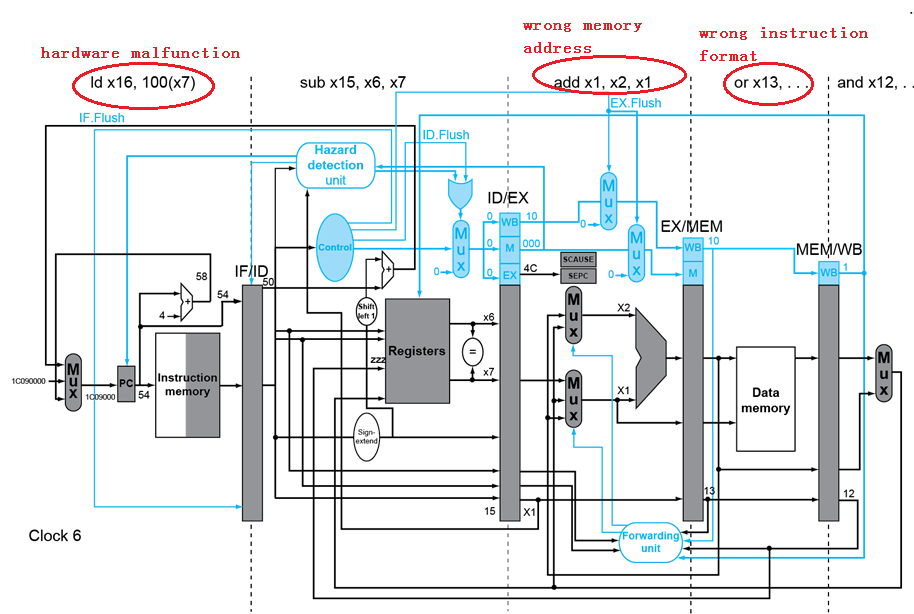 hardware malfunction
wrong memory
address
wrong instruction
format
ld x16, 100(x7)
sub x15, x6, x7
add x1, x2, x1
or x13, . . .
and x12, . .
IF.Flush
EX.Flush
ID.Flush
Hazard
detection
unit
Mux
ID/EX
0
WB
10
0
EX/MEM
Control
Mux
0
M
000
Mux
WB
10
MEM/WB
0
0
EX
4C
SCAUSE
SEPC
0
M
WB
1
58
IF/ID
50
54
+
4
+
Shift
left 1
x6
Mux
X2
Registers
=
zzz
x7
Mux
1C090000
1C09000
PC
54
Instruction
memory
Mux
X1
Data
memory
Mux
Sign-
extend
15
X1
13
12
Clock 6
Forwarding
unit